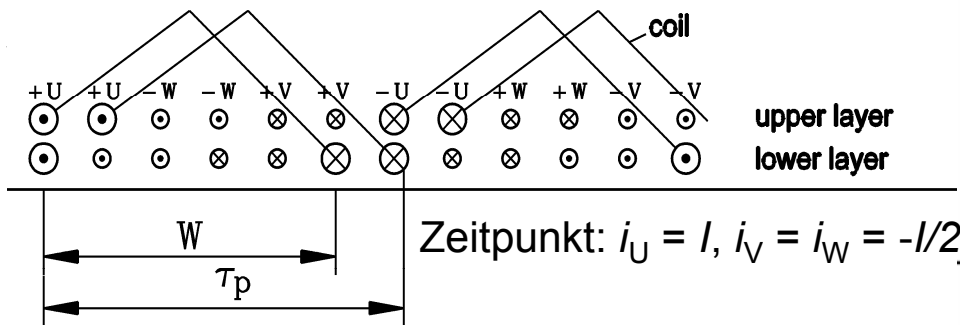 coil
+U +U -W -W +V +V -U -U +W +W -V -V
upper layer
lower layer
W
Zeitpunkt: iU = I, iV = iW = -I/2
τp